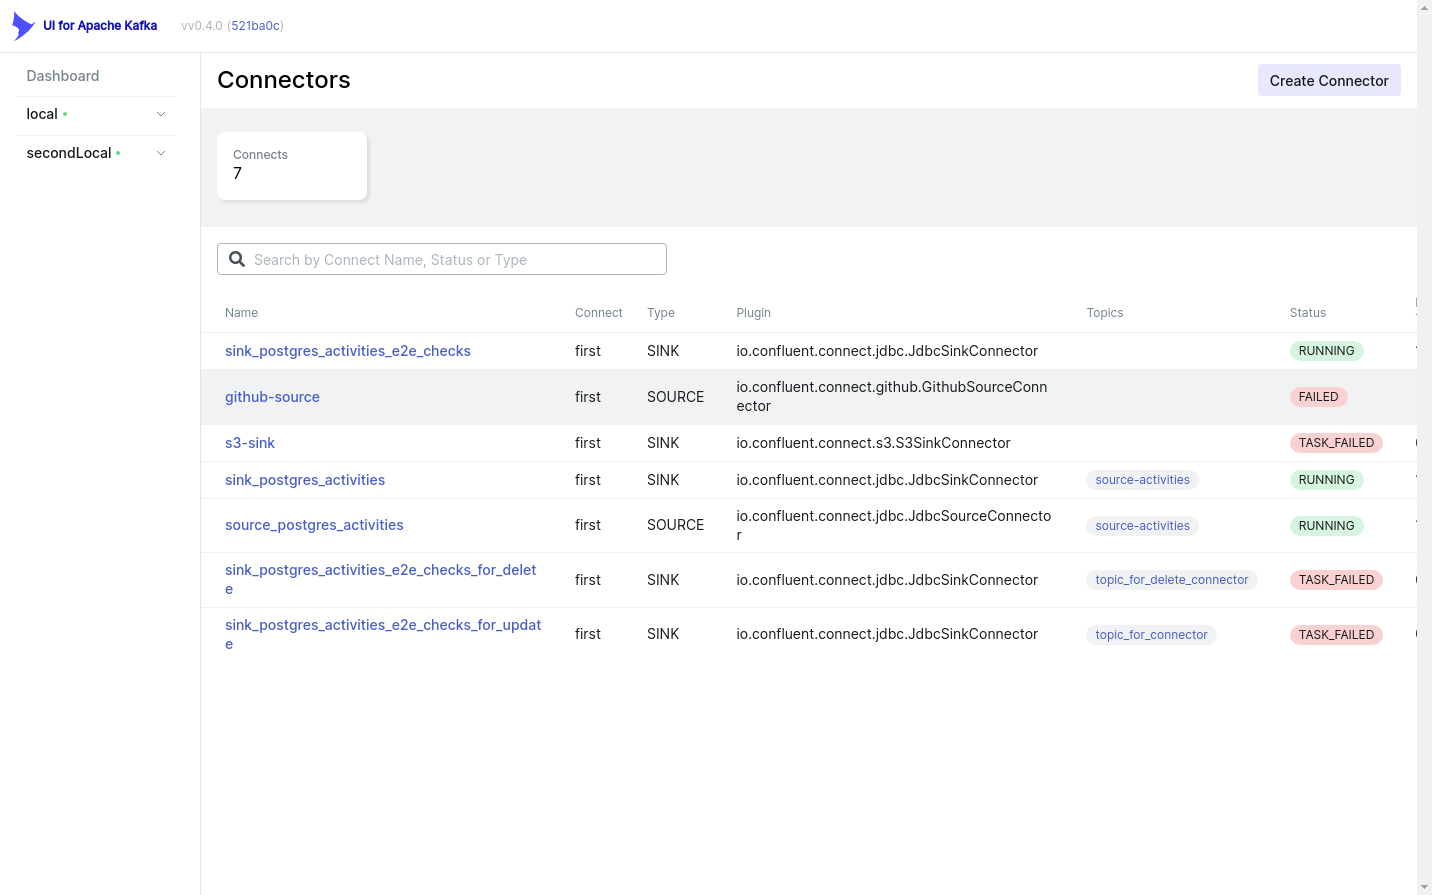 UI for Apache Kafka
vv0.4.0 (521ba0c)
Dashboard
local
secondLocal
Connectors
Create Connector
Connects
7
Search by Connect Name, Status or Type
Name Connect Type Plugin Topics Status
sink_postgres_activities_e2e_checks first SINK io.confluent.connect.jdbc.JdbcSinkConnector RUNNING
github-source first SOURCE io.confluent.connect.github.GithubSourceConn
ector FAILED
s3-sink first SINK io.confluent.connect.s3.S3SinkConnector TASK_FAILED
sink_postgres_activities first SINK io.confluent.connect.jdbc.JdbcSinkConnector source-activities RUNNING
source_postgres_activities first SOURCE io.confluent.connect.jdbc.JdbcSourceConnecto
r source-activities RUNNING
sink_postgres_activities_e2e_checks_for_delet
e first SINK io.confluent.connect.jdbc.JdbcSinkConnector topic_for_delete_connector TASK_FAILED
sink_postgres_activities_e2e_checks_for_updat
e first SINK io.confluent.connect.jdbc.JdbcSinkConnector topic_for_connector TASK_FAILED